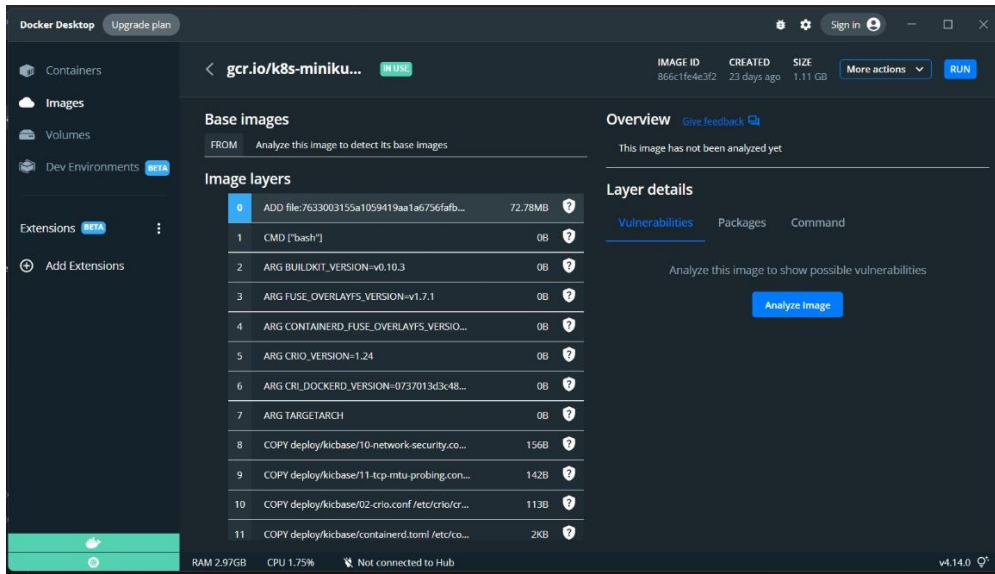 Docker Desktop Upgrade plan Sign in
Containers
Images
Volumes
Dev Environments BETA
Extensions BETA
Add Extensions
gcr.io/k8s-miniku... IN USE
IMAGE ID CREATED SIZE
866c1fe4e3f2 23 days ago 1.11 GB
More actions RUN
Base images
FROM Analyze this image to detect its base images
Image layers
0 ADD file:7633003155a1059419aa1a6756fafb... 72.78MB
1 CMD ["bash"] 0B
2 ARG BUILDKIT_VERSION=v0.10.3 0B
3 ARG FUSE_OVERLAYFS_VERSION=v1.7.1 0B
4 ARG CONTAINERD_FUSE_OVERLAYFS_VERSIO... 0B
5 ARG CRIO_VERSION=1.24 0B
6 ARG CRI_DOCKERD_VERSION=0737013d3c48... 0B
7 ARG TARGETARCH 0B
8 COPY deploy/kicbase/10-network-security.co... 156B
9 COPY deploy/kicbase/11-tcp-mtu-probing.con... 142B
10 COPY deploy/kicbase/02-crio.conf /etc/crio/cr... 113B
11 COPY deploy/kicbase/containerd.toml /etc/co... 2KB
Overview Give feedback
This image has not been analyzed yet
Layer details
Vulnerabilities Packages Command
Analyze this image to show possible vulnerabilities
Analyze Image
RAM 2.97GB CPU 1.75% Not connected to Hub v4.14.0